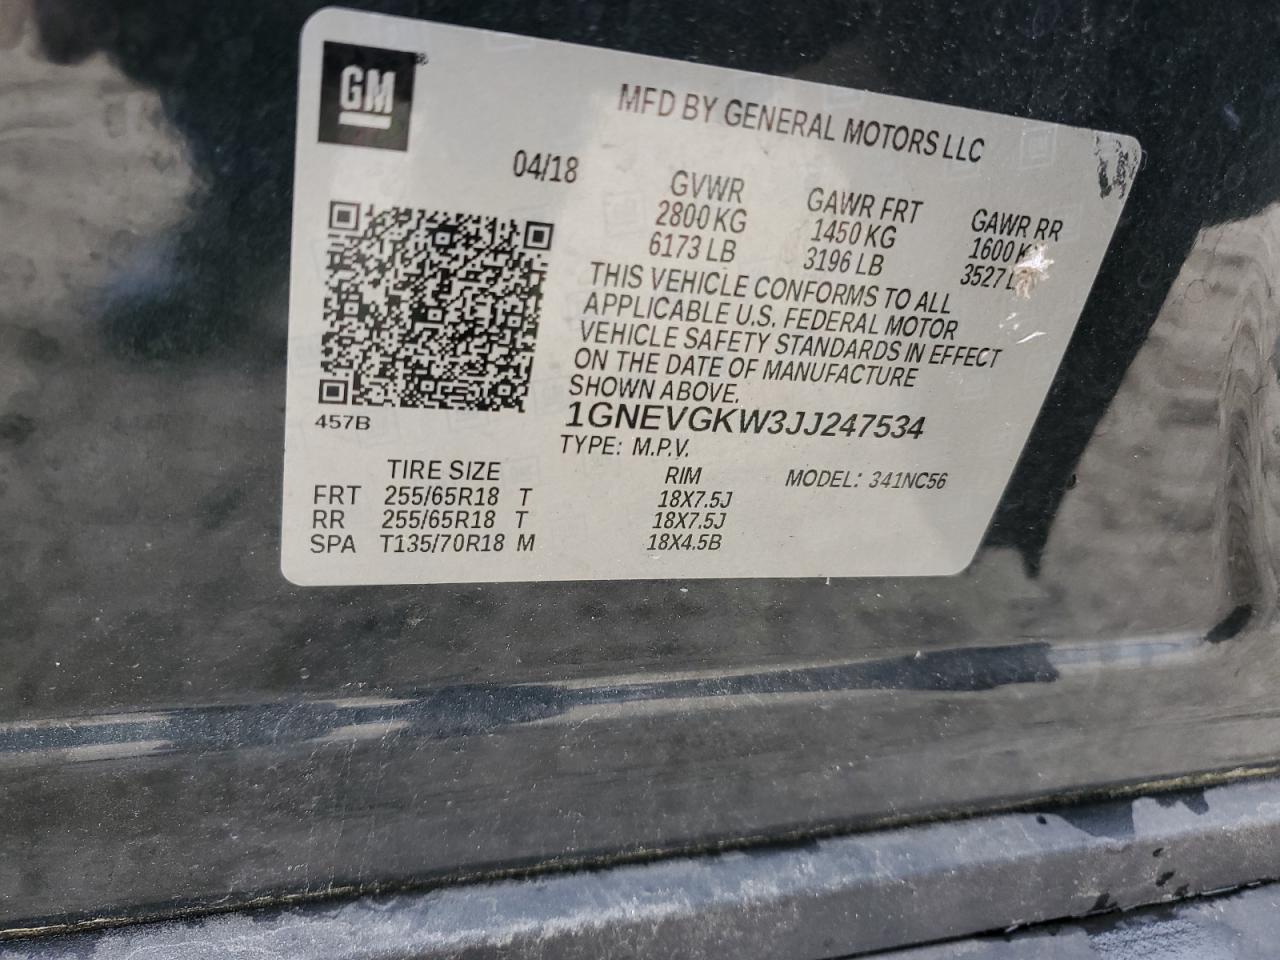 GM
MFD BY GENERAL MOTORS LLC
04/18
GVWR GAWR FRT GAWR RR
2800 KG 1450 KG 1600
6173 LB 3196 LB 3527
THIS VEHICLE CONFORMS TO ALL
APPLICABLE U.S. FEDERAL MOTOR
VEHICLE SAFETY STANDARDS IN EFFECT
ON THE DATE OF MANUFACTURE
SHOWN ABOVE.
457B
1GNEVGKW3JJ247534
TYPE: M.P.V.
TIRE SIZE RIM MODEL: 341NC56
FRT 255/65R18 T 18X7.5J
RR 255/65R18 T 18X7.5J
SPA T135/70R18 M 18X4.5B